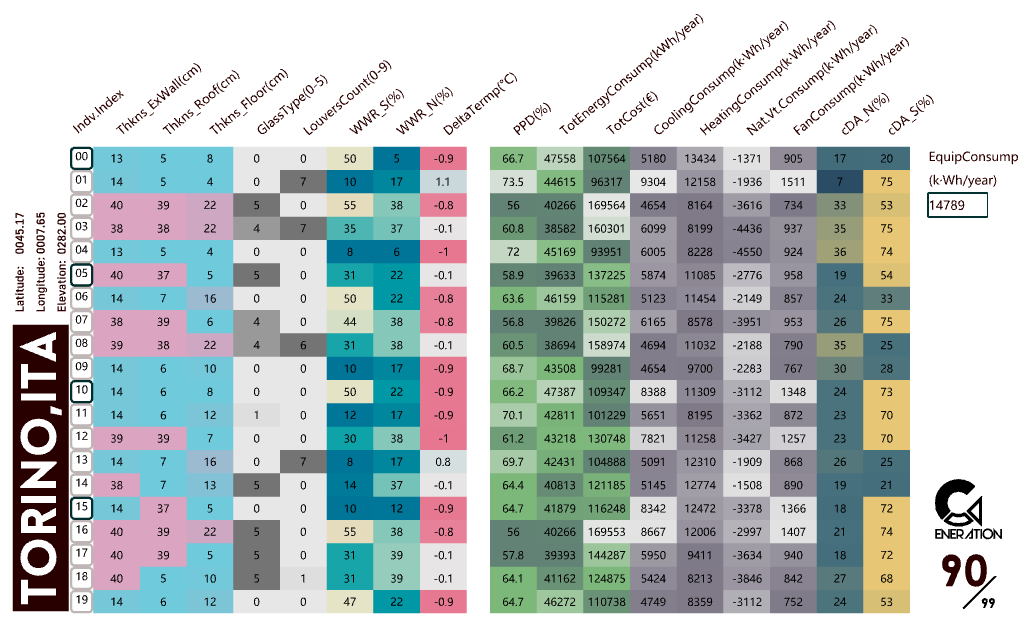 Indv.Index Thkns_ExWall(cm) Thkns_Roof(cm) Thkns_Floor(cm) GlassType(0-5) LouversCount(0-9) WWR_S(%) WWR_N(%) DeltaTermp(°C) PPD(%) TotEnergyConsump(kWh/year) TotCost(€) CoolingConsump(k·Wh/year) HeatingConsump(k·Wh/year) Nat.Vt.Consump(k·Wh/year) FanConsump(k·Wh/year) cDA_N(%) cDA_S(%)
00 13 5 8 0 0 50 5 -0.9 66.7 47558 107564 5180 13434 -1371 905 17 20
01 14 5 4 0 7 10 17 1.1 73.5 44615 96317 9304 12158 -1936 1511 7 75
02 40 39 22 5 0 55 38 -0.8 56 40266 169564 4654 8164 -3616 734 33 53
03 38 38 22 4 7 35 37 -0.1 60.8 38582 160301 6099 8199 -4436 937 35 75
04 13 5 4 0 0 8 6 -1 72 45169 93951 6005 8228 -4550 924 36 74
05 40 37 5 5 0 31 22 -0.1 58.9 39633 137225 5874 11085 -2776 958 19 54
06 14 7 16 0 0 50 22 -0.8 63.6 46159 115281 5123 11454 -2149 857 24 33
07 38 39 6 4 0 44 38 -0.8 56.8 39826 150272 6165 8578 -3951 953 26 75
08 39 38 22 4 6 31 38 -0.1 60.5 38694 158974 4694 11032 -2188 790 35 25
09 14 6 10 0 0 10 17 -0.9 68.7 43508 99281 4654 9700 -2283 767 30 28
10 14 6 8 0 0 50 22 -0.9 66.2 47387 109347 8388 11309 -3112 1348 24 73
11 14 6 12 1 0 12 17 -0.9 70.1 42811 101229 5651 8195 -3362 872 23 70
12 39 39 7 0 0 30 38 -1 61.2 43218 130748 7821 11258 -3427 1257 23 70
13 14 7 16 0 7 8 17 0.8 69.7 42431 104888 5091 12310 -1909 868 26 25
14 38 7 13 5 0 14 37 -0.1 64.4 40813 121185 5145 12774 -1508 890 19 21
15 14 37 5 0 0 10 12 -0.9 64.7 41879 116248 8342 12472 -3378 1366 18 72
16 40 39 22 5 0 55 38 -0.8 56 40266 169553 8667 12006 -2997 1407 21 74
17 40 39 5 5 0 31 39 -0.1 57.8 39393 144287 5950 9411 -3634 940 18 72
18 40 5 10 5 1 31 39 -0.1 64.1 41162 124875 5424 8213 -3846 842 27 68
19 14 6 12 0 0 47 22 -0.9 64.7 46272 110738 4749 8359 -3112 752 24 53
EquipConsump
(k·Wh/year)
14789
Latitude: 0045.17
Longitude: 0007.65
Elevation: 0282.00
TORINO,ITA
ENERATION
90/99